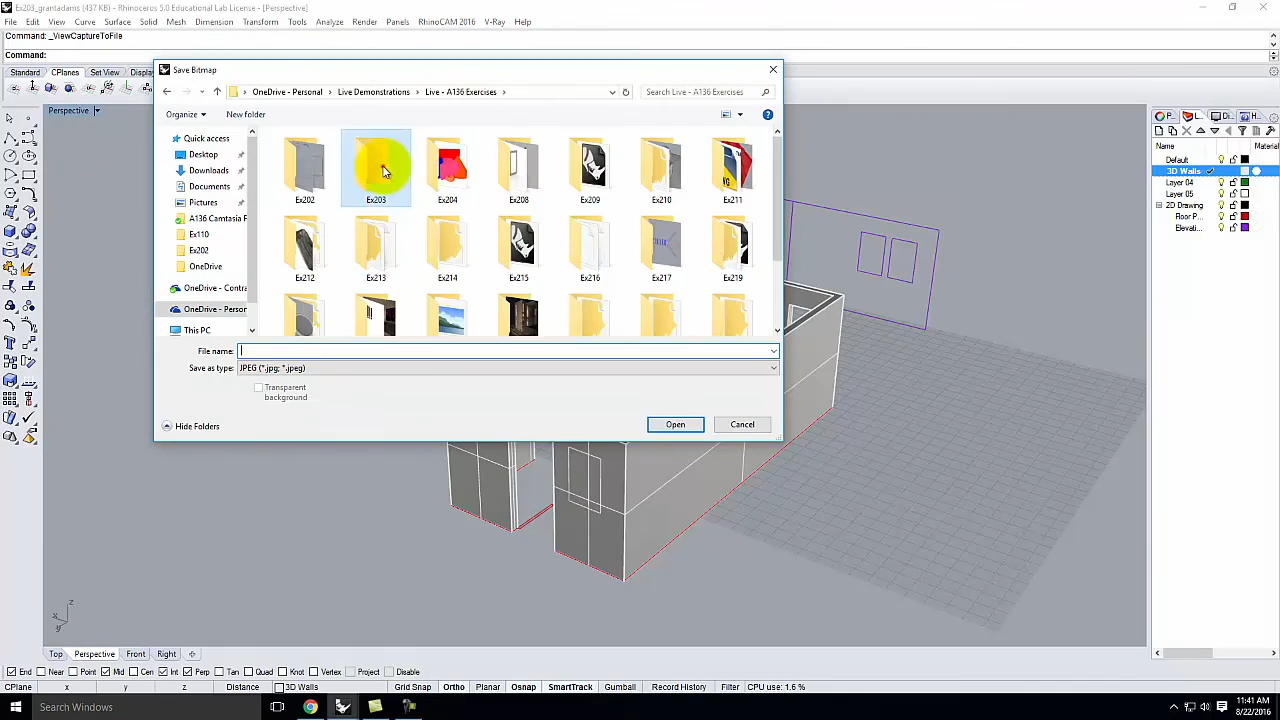 Ex203_grantadams (437 KB) - Rhinoceros 5.0 Educational Lab License - [Perspective]
File Edit View Curve Surface Solid Mesh Dimension Transform Tools Analyze Render Panels RhinoCAM 2016 V-Ray Help
Command: _ViewCaptureToFile
Command:
Standard CPlanes Set View Display
Save Bitmap
OneDrive - Personal > Live Demonstrations > Live - A136 Exercises >
Search Live - A136 Exercises
Organize New folder
Perspective
Quick access
Desktop
Downloads
Documents
Pictures
A136 Camtasia F
Ex110
Ex202
OneDrive
OneDrive - Contra
OneDrive - Person
This PC
Ex202 Ex203 Ex204 Ex208 Ex209 Ex210 Ex211
Ex212 Ex213 Ex214 Ex215 Ex216 Ex217 Ex219
File name:
Save as type: JPEG (*.jpg; *.jpeg)
Transparent
background
Hide Folders
Open Cancel
Name Material
Default
3D Walls
Layer 04
Layer 05
2D Drawing
Floor P...
Elevati...
z
x
y
Top Perspective Front Right
End Near Point Mid Cen Int Perp Tan Quad Knot Vertex Project Disable
CPlane x y z Distance 3D Walls Grid Snap Ortho Planar Osnap SmartTrack Gumball Record History Filter CPU use: 1.6 %
Search Windows
11:41 AM
8/22/2016